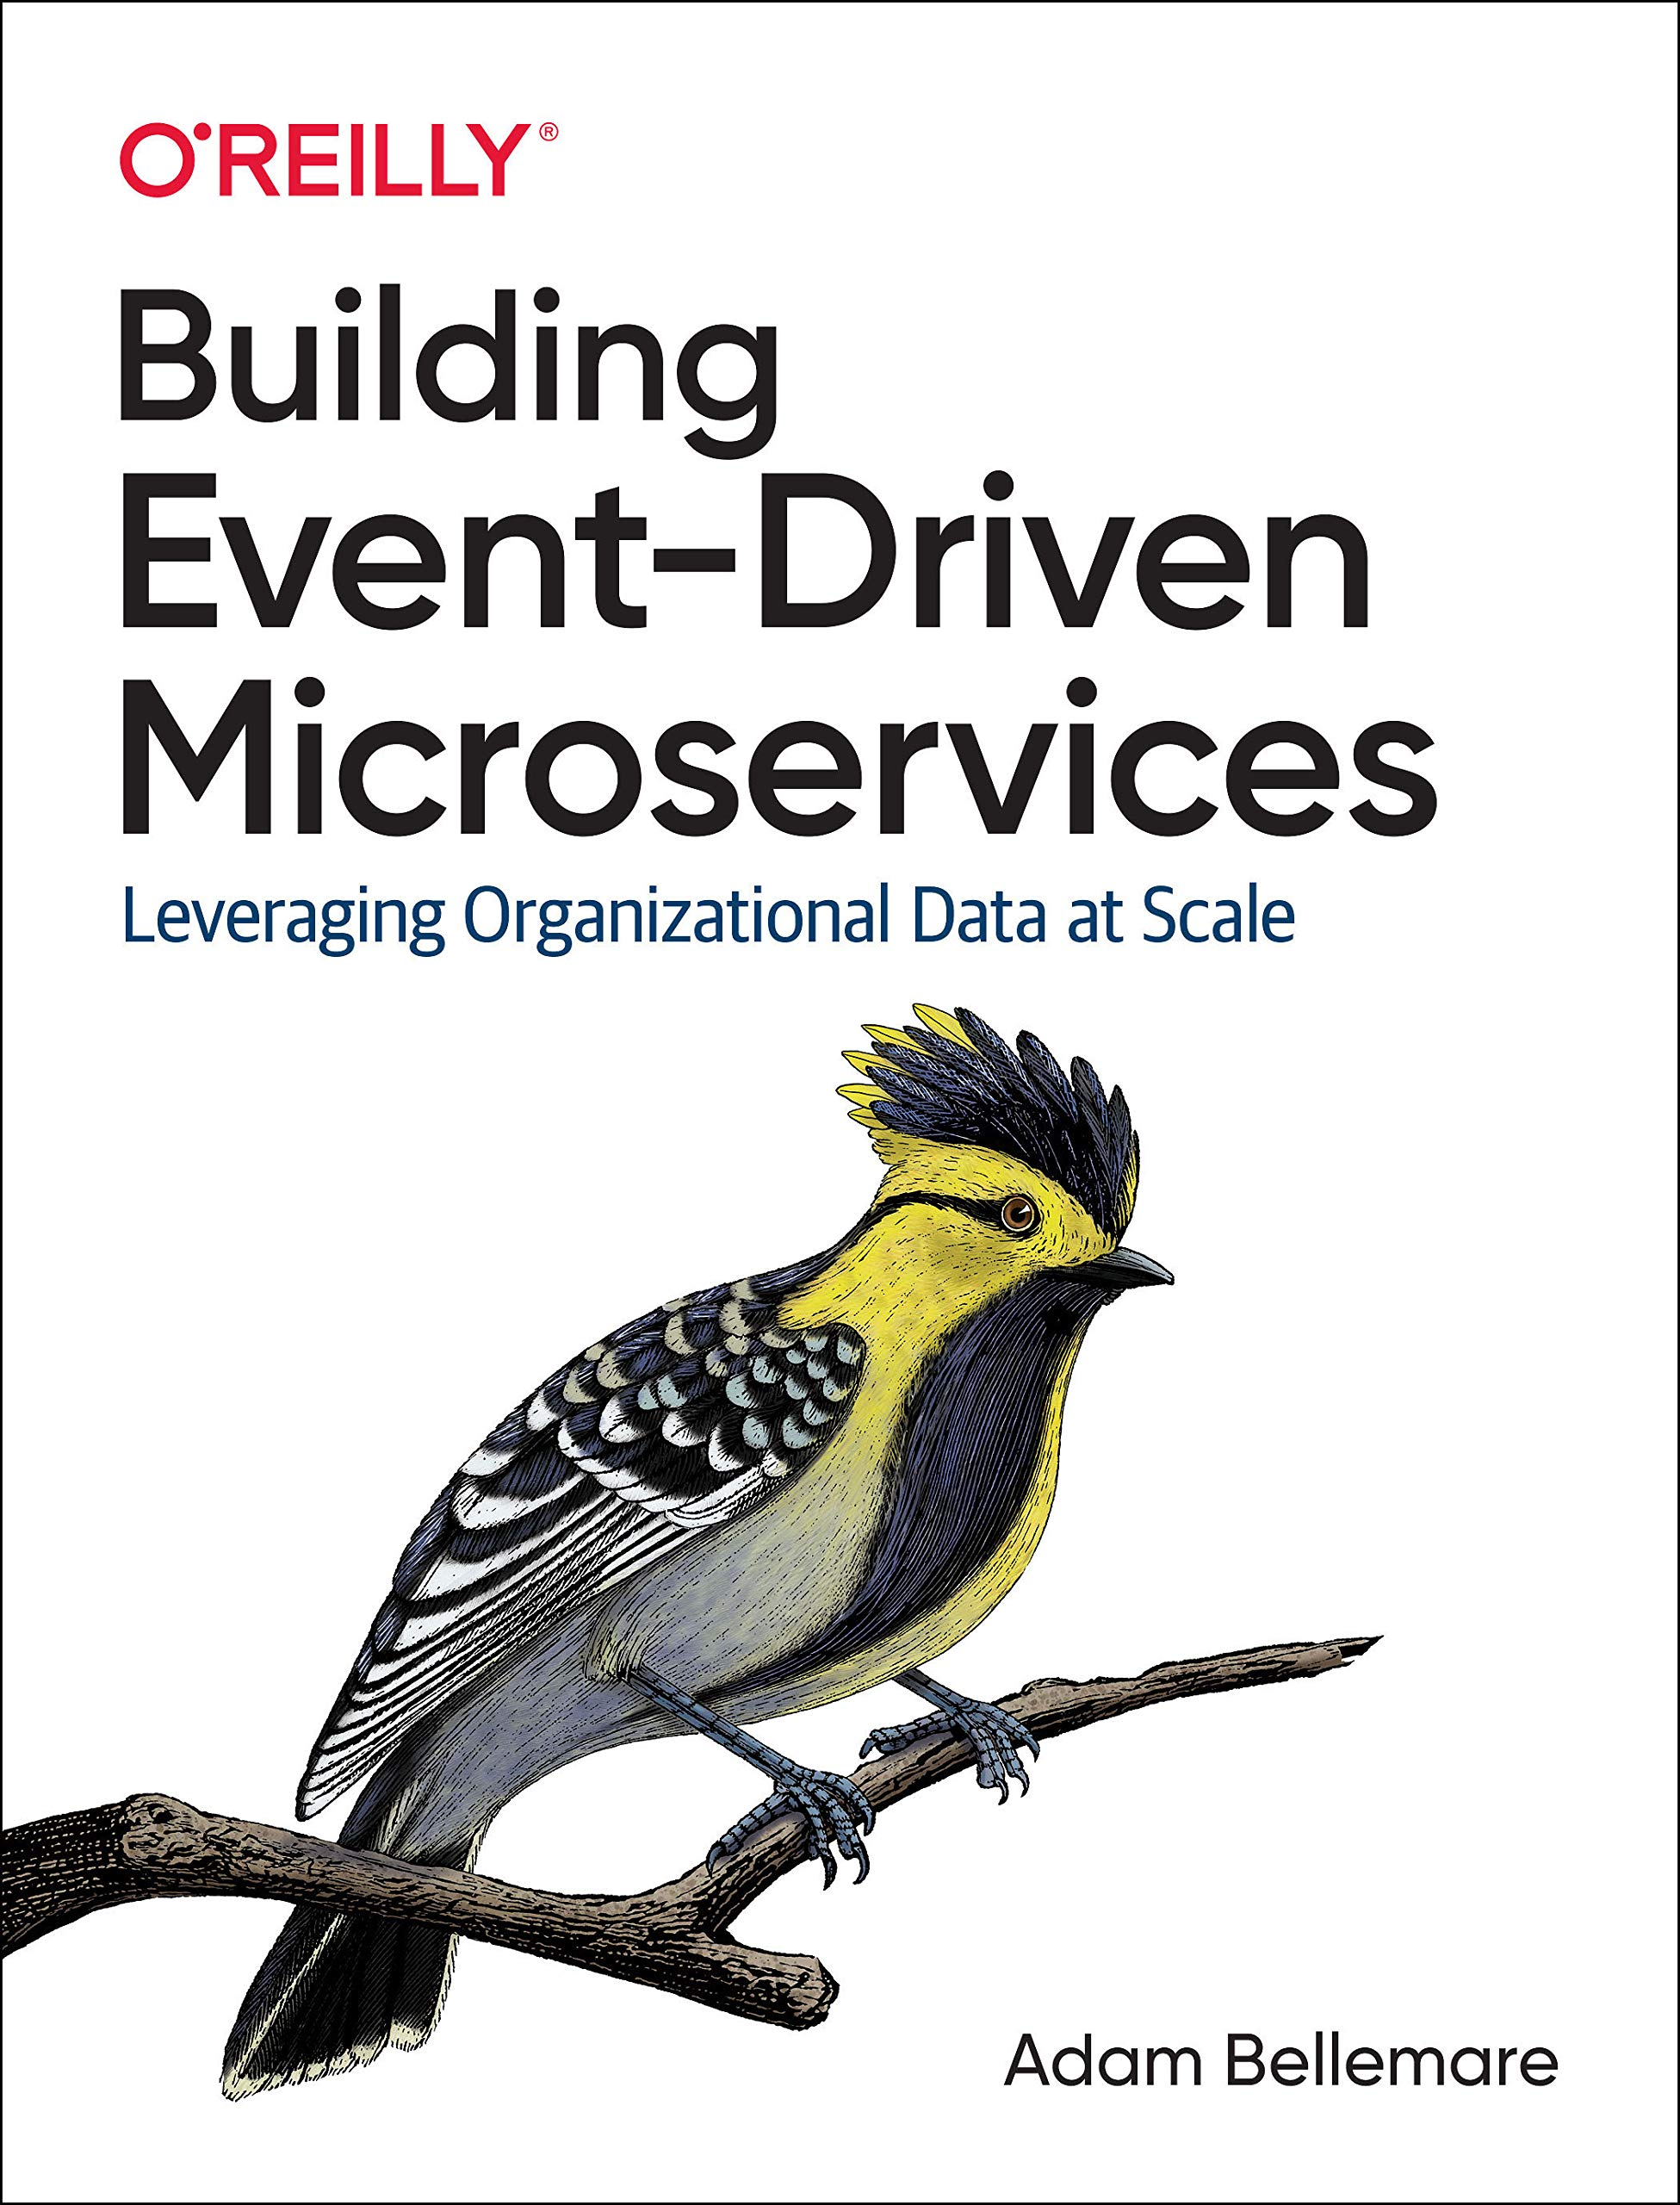 O'REILLY®
Building
Event-Driven
Microservices
Leveraging Organizational Data at Scale
Adam Bellemare